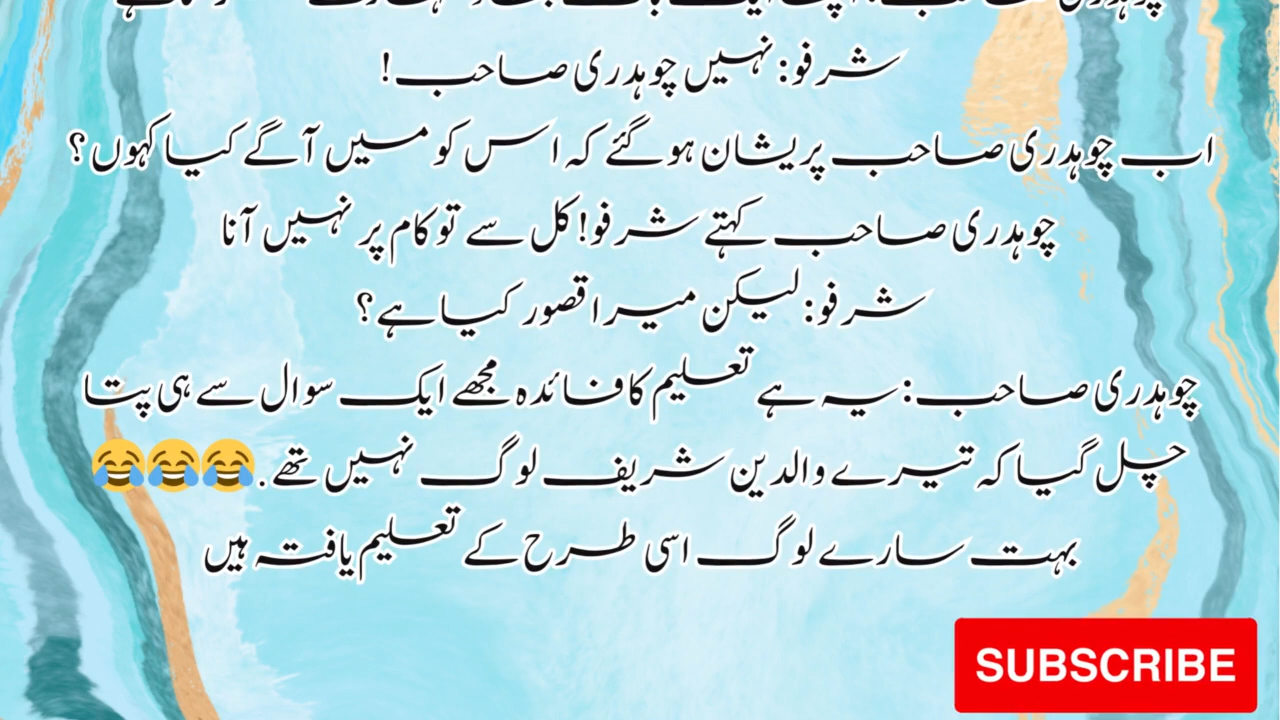 شرفو: نہیں چوہدری صاحب!
اب چوہدری صاحب پریشان ہوگئے کہ اس کو میں آگے کیا کہوں؟
چوہدری صاحب کہتے شرفو! کل سے تو کام پر نہیں آنا
شرفو: لیکن میرا قصور کیا ہے؟
چوہدری صاحب: یہ ہے تعلیم کا فائدہ مجھے ایک سوال سے ہی پتا
چل گیا کہ تیرے والدین شریف لوگ نہیں تھے. 😂😂😂
بہت سارے لوگ اسی طرح کے تعلیم یافتہ ہیں
SUBSCRIBE